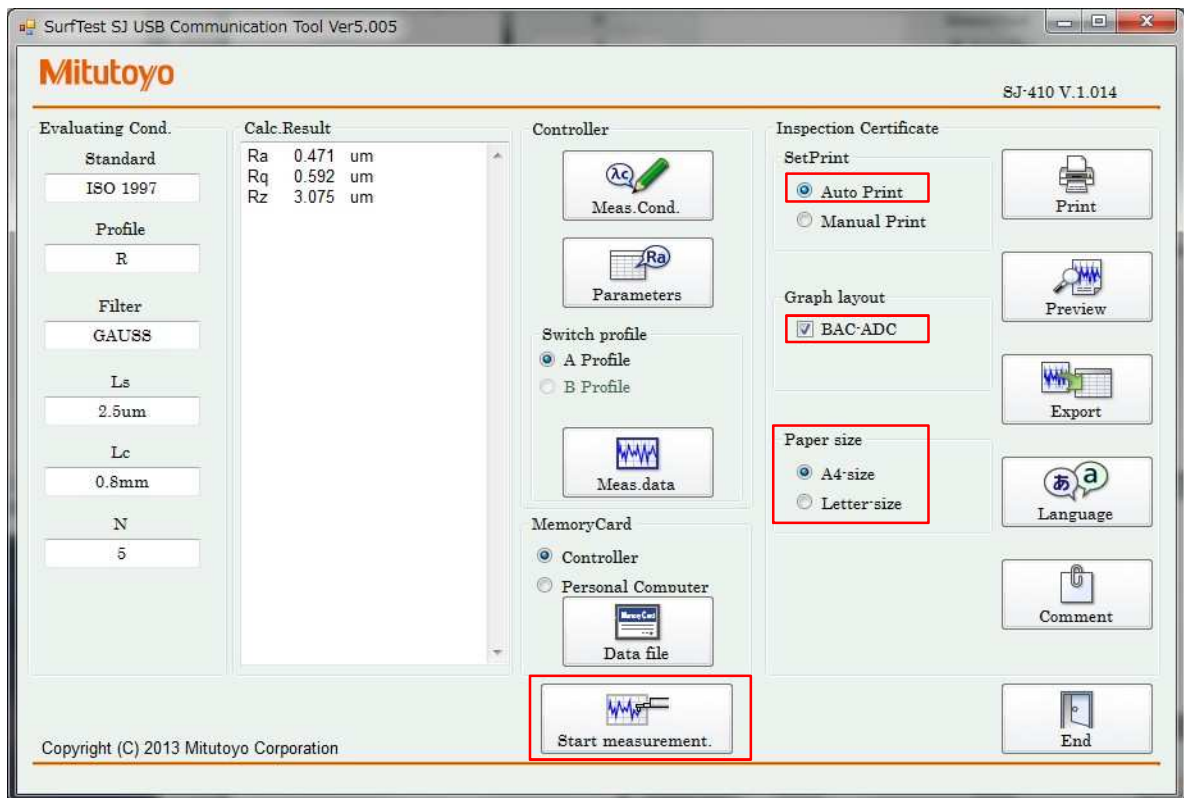 SurfTest SJ USB Communication Tool Ver5.005
Mitutoyo
SJ-410 V.1.014
Evaluating Cond.
Standard
ISO 1997
Profile
R
Filter
GAUSS
Ls
2.5um
Lc
0.8mm
N
5
Calc.Result
Ra 0.471 um
Rq 0.592 um
Rz 3.075 um
Controller
λc
Meas.Cond.
Ra
Parameters
Switch profile
A Profile
B Profile
Meas.data
MemoryCard
Controller
Personal Computer
Data file
Start measurement.
Inspection Certificate
SetPrint
Auto Print
Manual Print
Graph layout
BAC-ADC
Paper size
A4-size
Letter-size
Print
Preview
Export
あ a
Language
Comment
End
Copyright (C) 2013 Mitutoyo Corporation